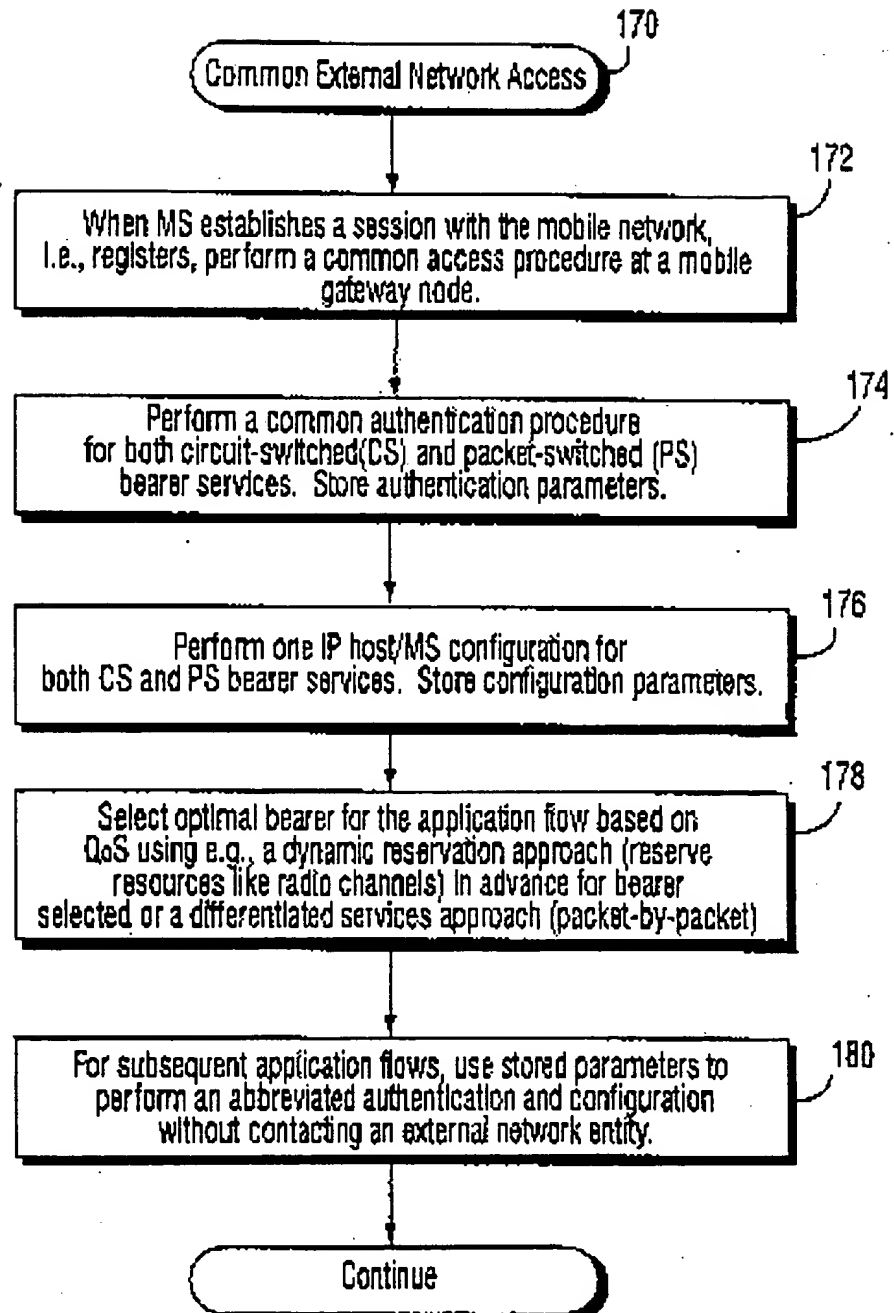 170
Common External Network Access
172
When MS establishes a session with the mobile network,
i.e., registers, perform a common access procedure at a mobile
gateway node.
174
Perform a common authentication procedure
for both circuit-switched(CS) and packet-switched (PS)
bearer services. Store authentication parameters.
176
Perform one IP host/MS configuration for
both CS and PS bearer services. Store configuration parameters.
178
Select optimal bearer for the application flow based on
QoS using e.g., a dynamic reservation approach (reserve
resources like radio channels) in advance for bearer
selected or a differentiated services approach (packet-by-packet)
180
For subsequent application flows, use stored parameters to
perform an abbreviated authentication and configuration
without contacting an external network entity.
Continue